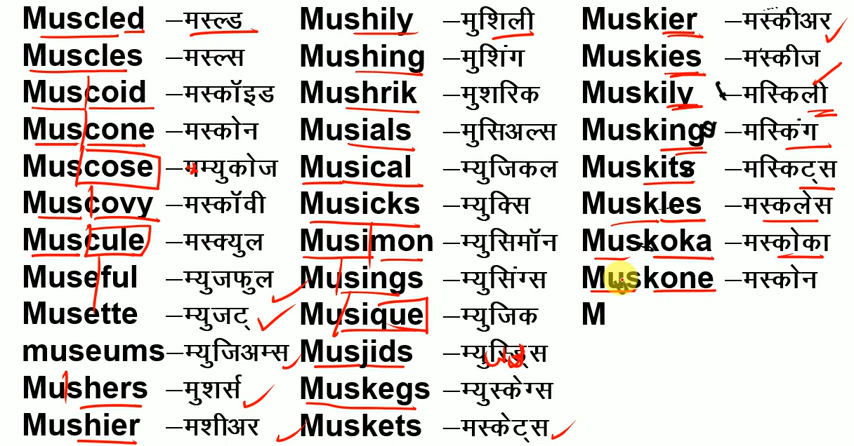 Muscled –मस्ल्ड
Muscles –मस्ल्स
Muscoid –मस्कॉइड
Muscone –मस्कोन
Muscose –मम्युकोज
Muscovy –मस्कॉवी
Muscule –मस्क्युल
Museful –म्युजफुल
Musette –म्युजट्
museums–म्युजिअम्स
Mushers –मुशर्स
Mushier –मशीअर
Mushily –मुशिली
Mushing –मुशिंग
Mushrik –मुशरिक
Musials –मुसिअल्स
Musical –म्युजिकल
Musicks –म्युक्सि
Musimon –म्युसिमॉन
Musings –म्युसिंग्स
Musique –म्युजिक
Musjids
Muskegs –म्युस्केग्स
Muskets –मस्केट्स
Muskier –मस्कीअर
Muskies –मस्कीज
Muskily –मस्किली
Musking –मस्किंग
Muskits –मस्किट्स
Muskles –मस्कलेस
Muskoka –मस्कोका
Muskone –मस्कोन
M